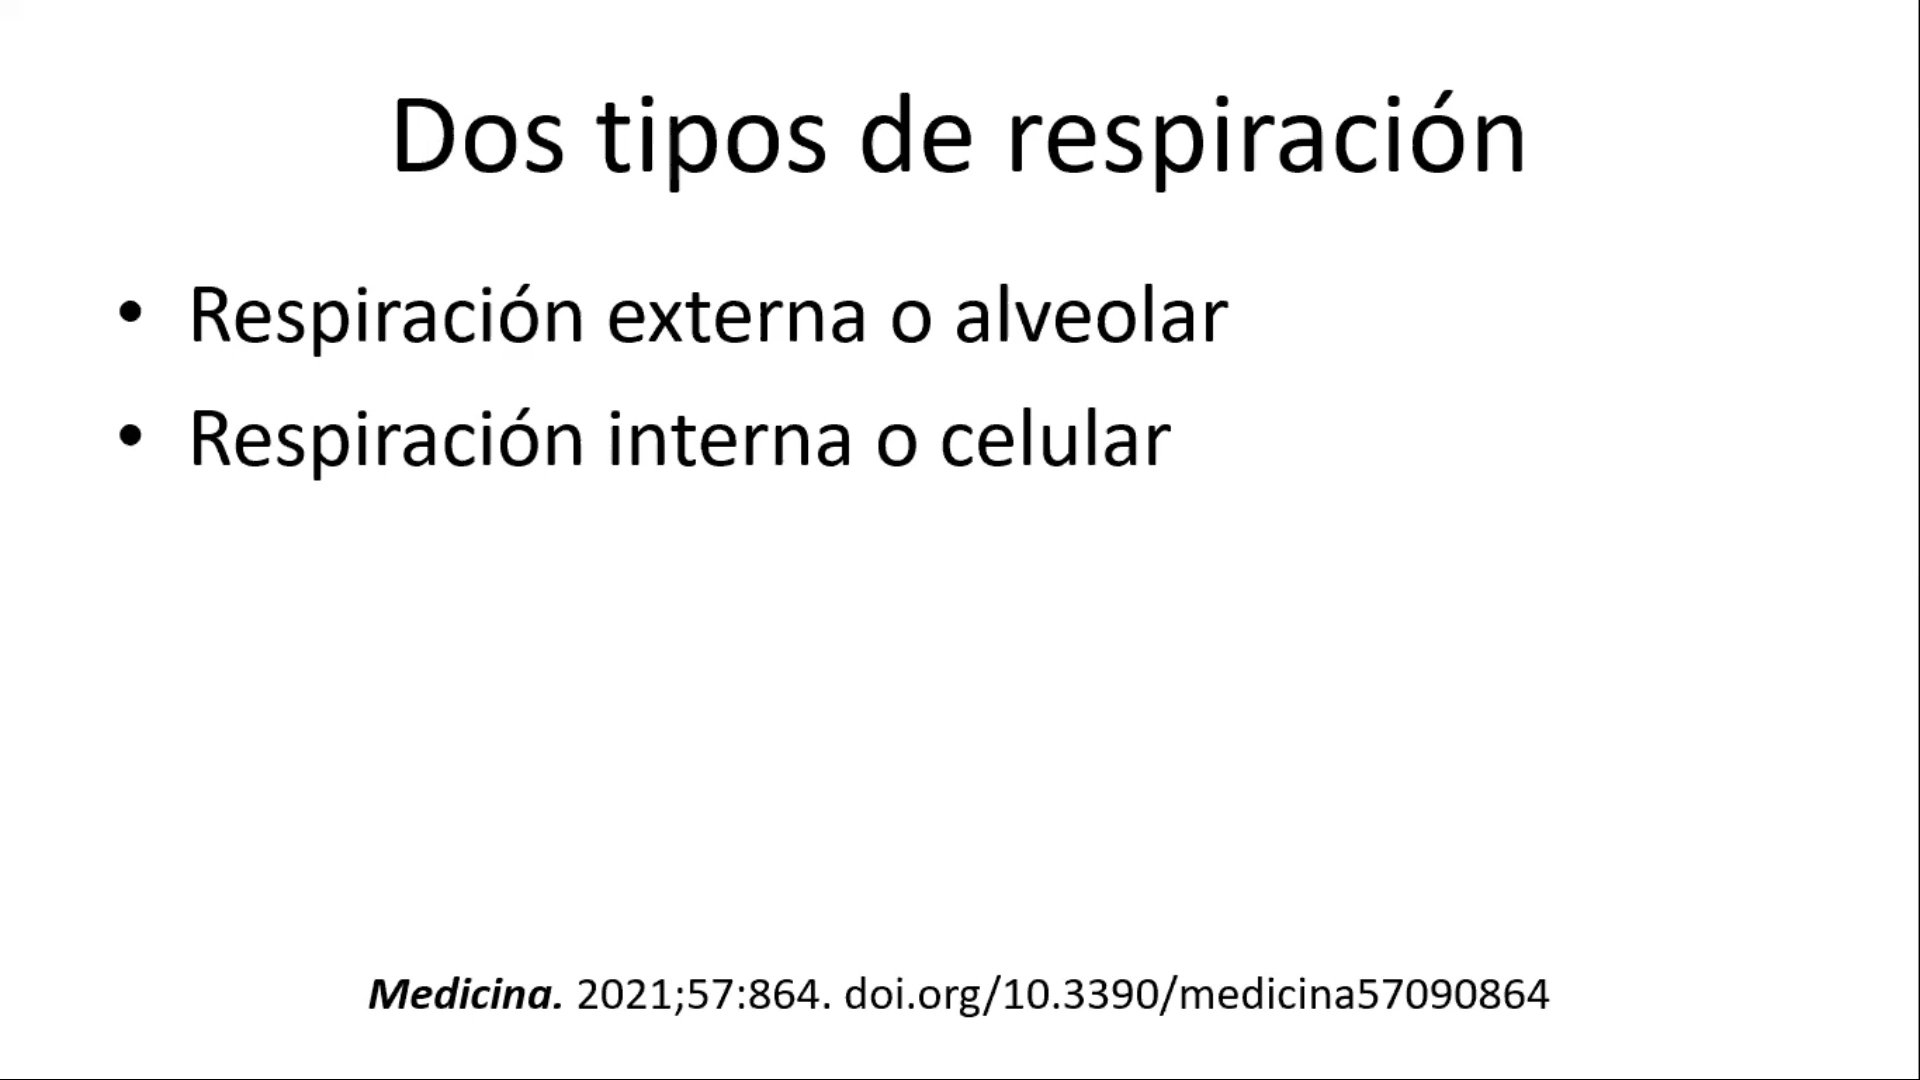 Dos tipos de respiración
• Respiración externa o alveolar
• Respiración interna o celular
Medicina. 2021;57:864. doi.org/10.3390/medicina57090864